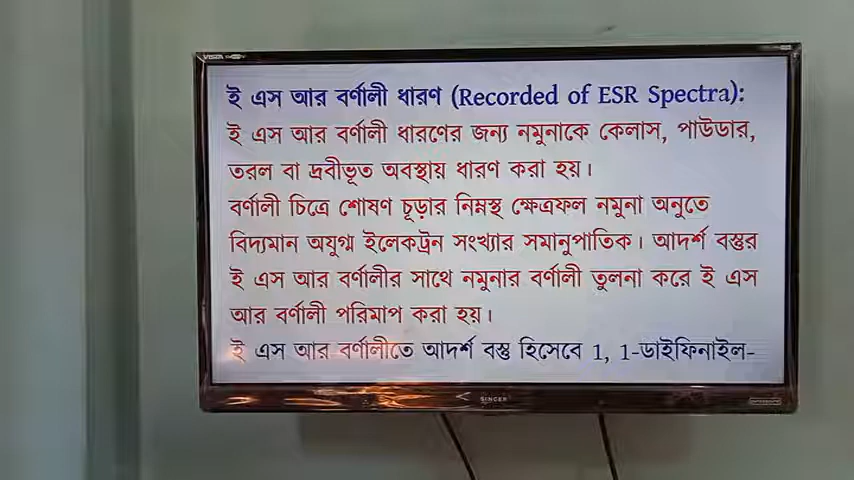 ই এস আর বর্ণালী ধারণ (Recorded of ESR Spectra):
ই এস আর বর্ণালী ধারণের জন্য নমুনাকে কেলাস, পাউডার,
তরল বা দ্রবীভূত অবস্থায় ধারণ করা হয়।
বর্ণালী চিত্রে শোষণ চূড়ার নিম্নস্থ ক্ষেত্রফল নমুনা অনুতে
বিদ্যমান অযুগ্ম ইলেকট্রন সংখ্যার সমানুপাতিক। আদর্শ বস্তুর
ই এস আর বর্ণালীর সাথে নমুনার বর্ণালী তুলনা করে ই এস
আর বর্ণালী পরিমাপ করা হয়।
ই এস আর বর্ণালীতে আদর্শ বস্তু হিসেবে 1, 1-ডাইফিনাইল-
SINGER